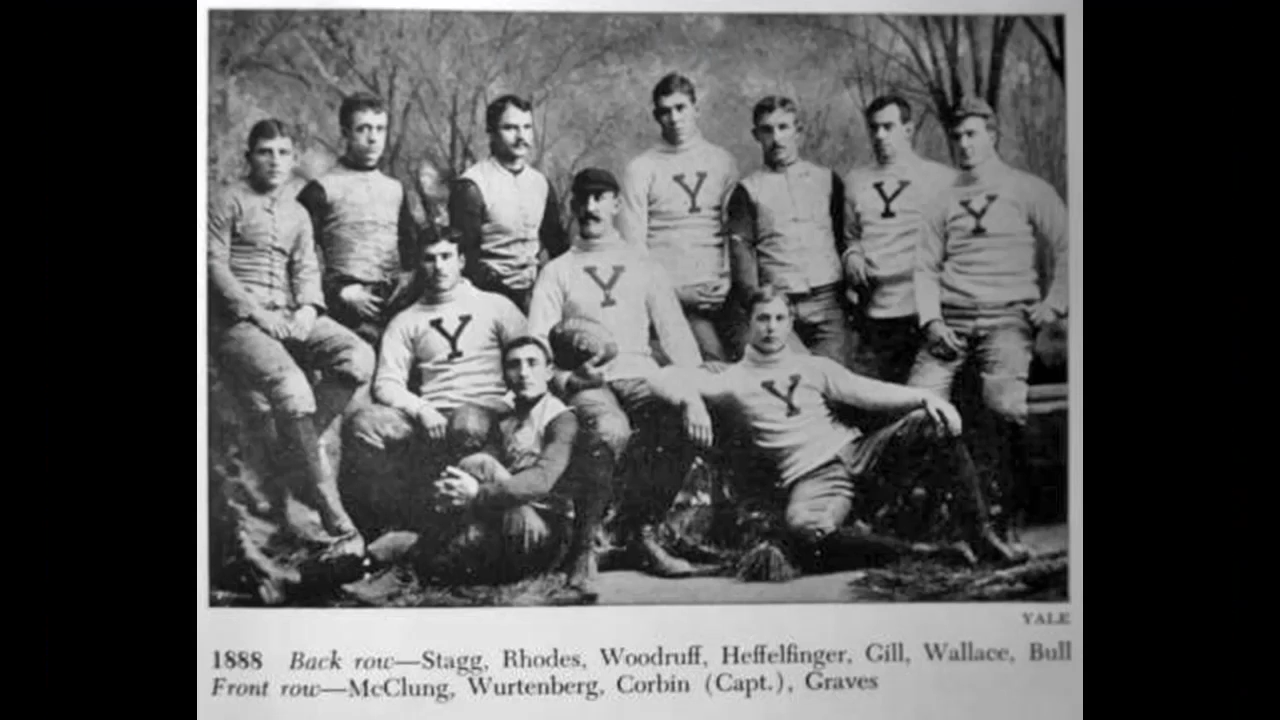 Y
Y
Y
Y
Y
Y
YALE
1888 Back row—Stagg, Rhodes, Woodruff, Heffelfinger, Gill, Wallace, Bull
Front row—McClung, Wurtenberg, Corbin (Capt.), Graves